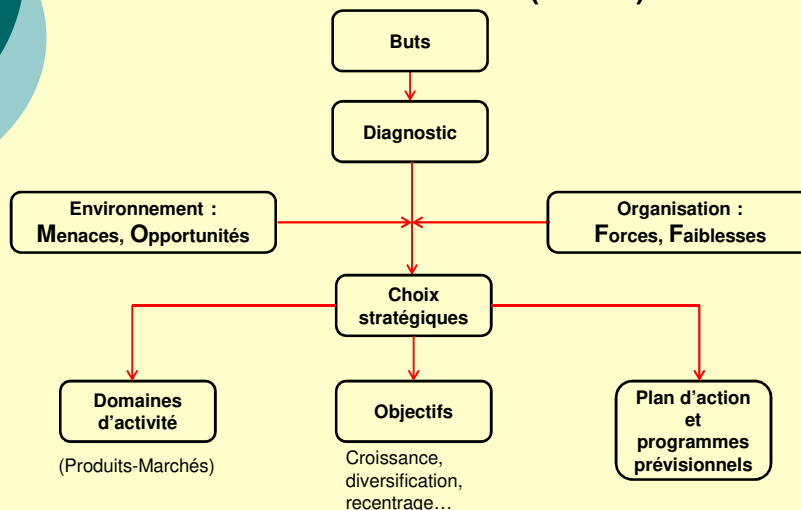 Buts
Diagnostic
Environnement :
Menaces, Opportunités
Organisation :
Forces, Faiblesses
Choix
stratégiques
Domaines
d'activité
(Produits-Marchés)
Objectifs
Croissance,
diversification,
recentrage…
Plan d'action
et
programmes
prévisionnels